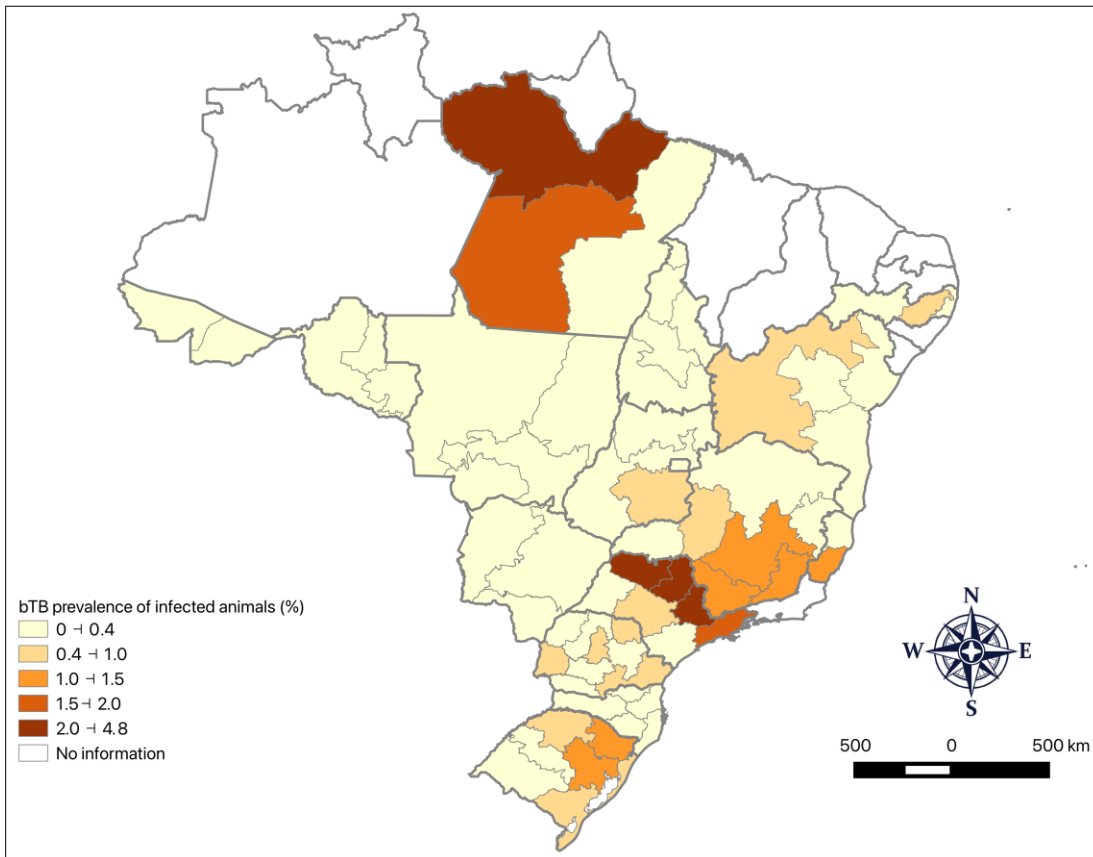 bTB prevalence of infected animals (%)
0 ⊣ 0.4
0.4 ⊣ 1.0
1.0 ⊣ 1.5
1.5 ⊣ 2.0
2.0 ⊣ 4.8
No information
N
W E
S
500 0 500 km